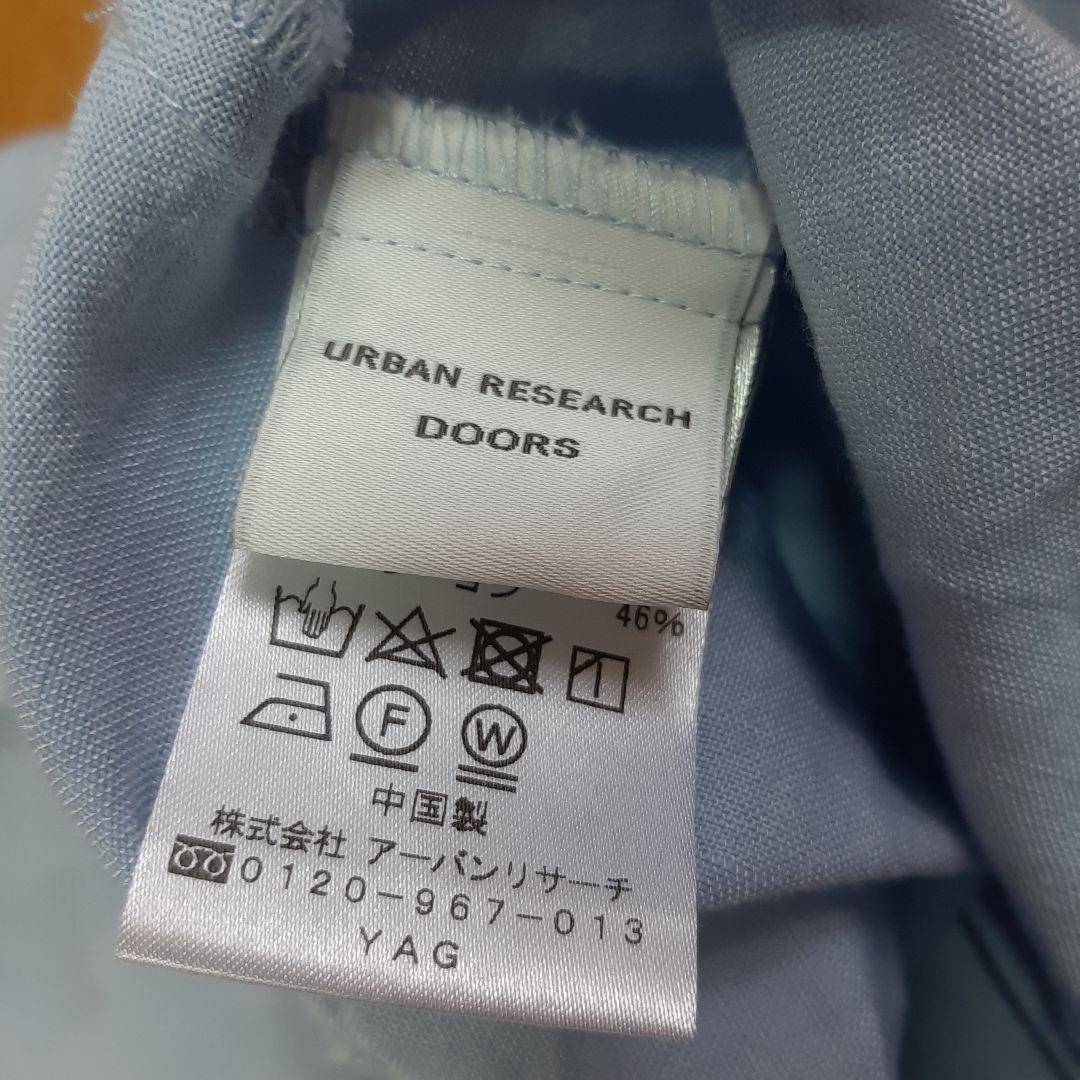 URBAN RESEARCH
DOORS
46%
F W
中国製
株式会社 アーバンリサーチ
0120-967-013
YAG